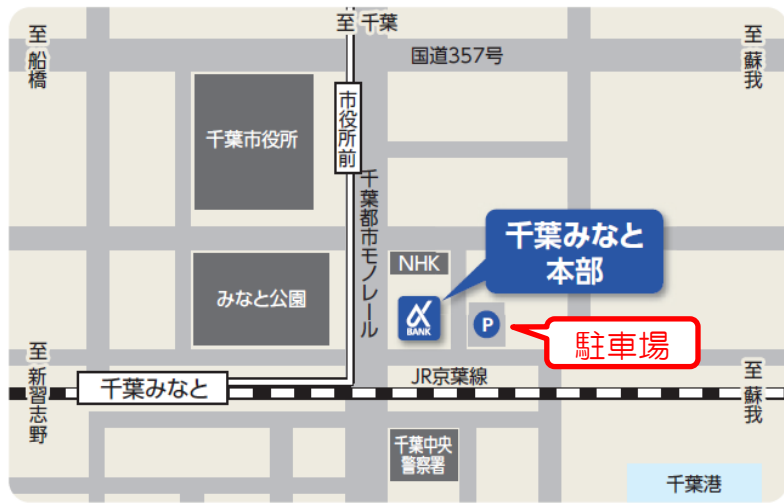 至 千葉
至船橋
国道357号
至蘇我
千葉市役所
市役所前
千葉都市モノレール
千葉みなと
本部
NHK
みなと公園
BANK
P
駐車場
至新習志野
千葉みなと
JR京葉線
至蘇我
千葉中央
警察署
千葉港